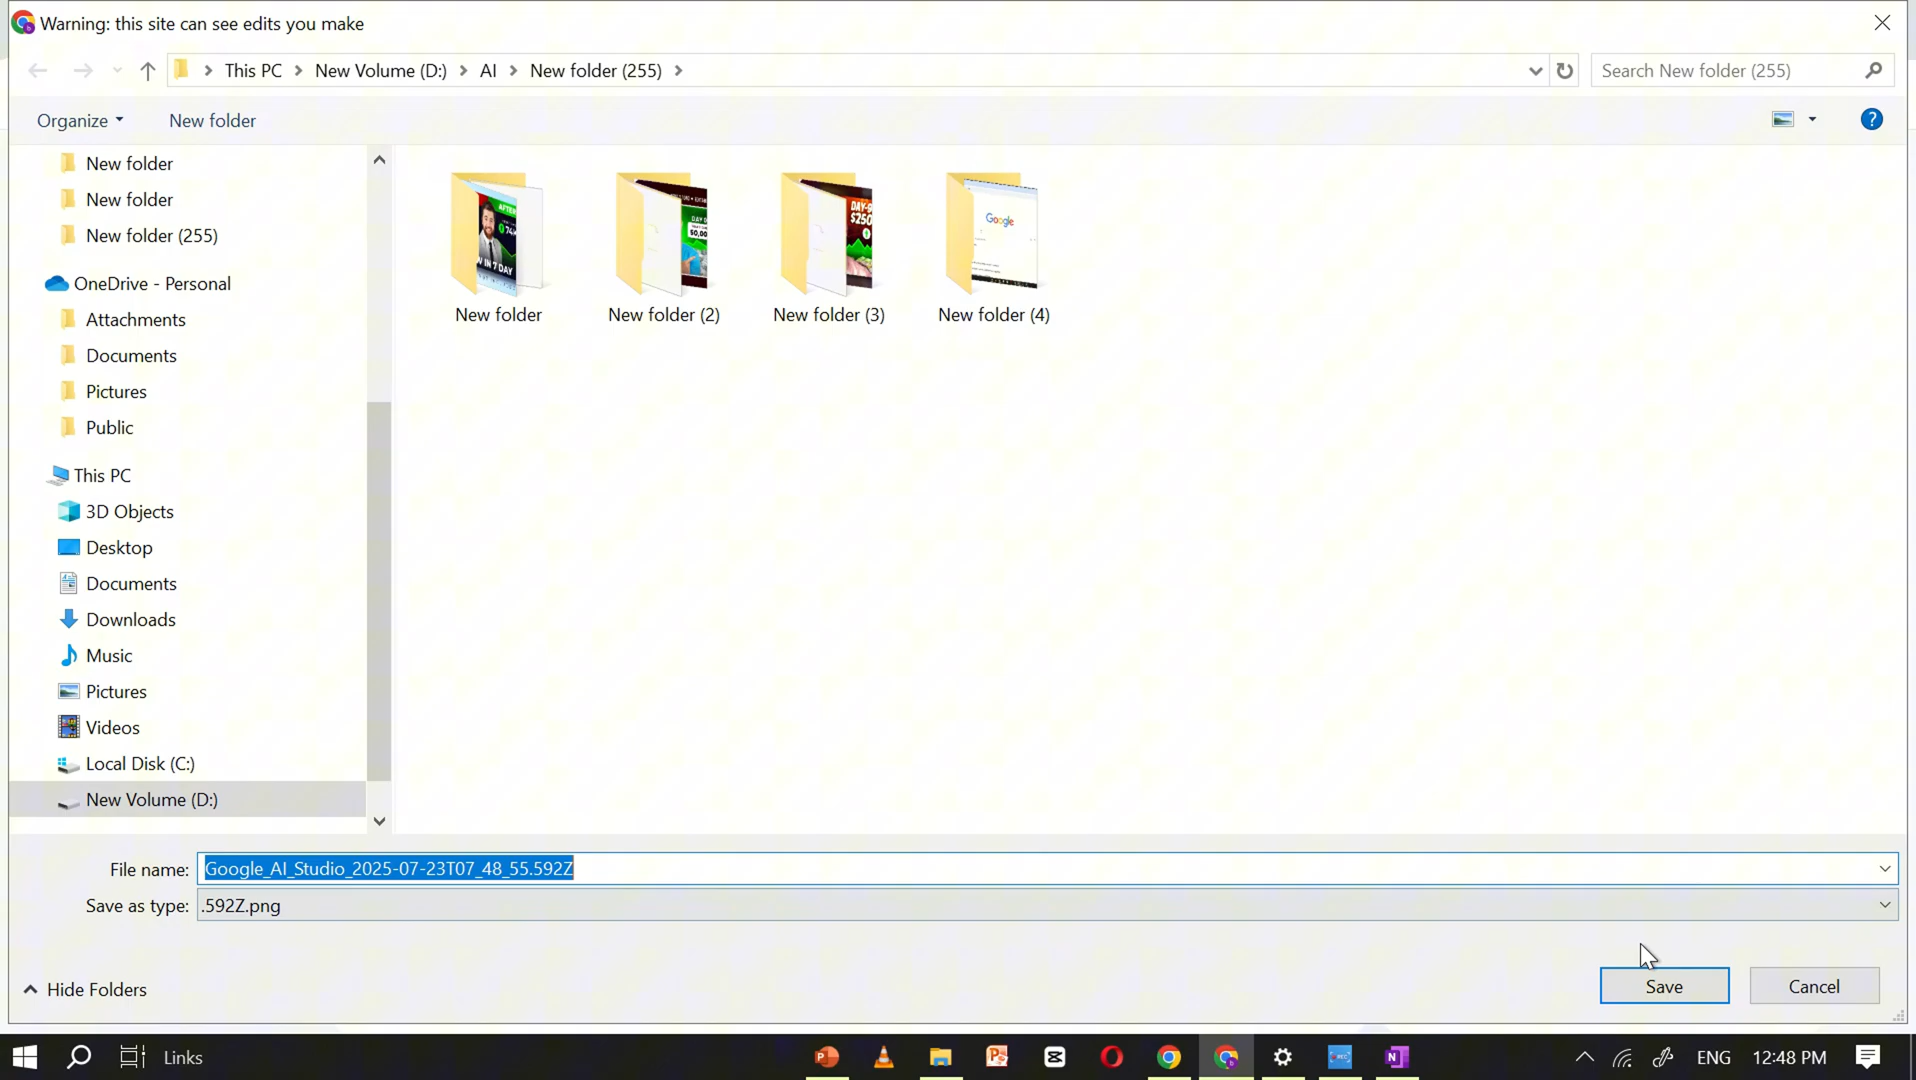 Warning: this site can see edits you make
This PC > New Volume (D:) > AI > New folder (255) >
Search New folder (255)
Organize
New folder
New folder
New folder
New folder (255)
OneDrive - Personal
Attachments
Documents
Pictures
Public
This PC
3D Objects
Desktop
Documents
Downloads
Music
Pictures
Videos
Local Disk (C:)
New Volume (D:)
Google
New folder
New folder (2)
New folder (3)
New folder (4)
File name: Google_AI_Studio_2025-07-23T07_48_55.592Z
Save as type: .592Z.png
Hide Folders
Save
Cancel
Links
ENG
12:48 PM